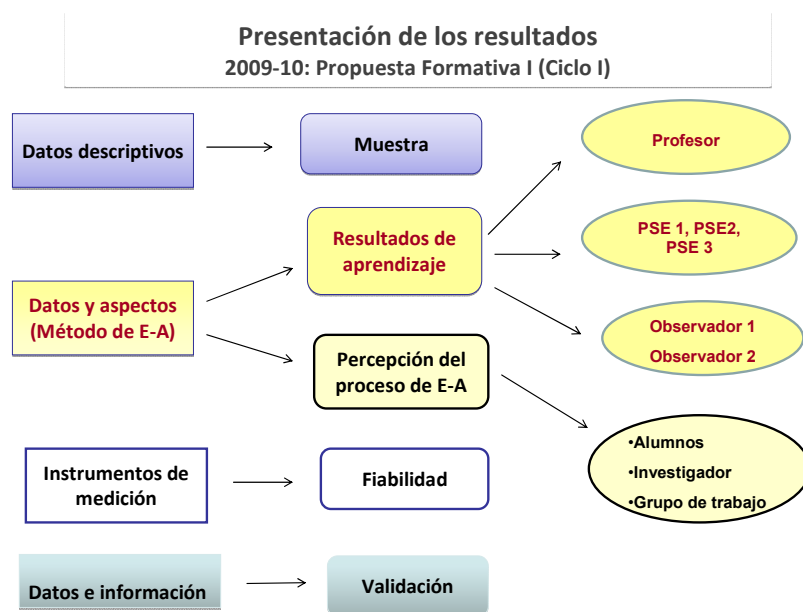 Presentación de los resultados
2009-10: Propuesta Formativa I (Ciclo I)
Datos descriptivos
Muestra
Profesor
Resultados de
aprendizaje
PSE 1, PSE2,
PSE 3
Datos y aspectos
(Método de E-A)
Observador 1
Observador 2
Percepción del
proceso de E-A
•Alumnos
•Investigador
•Grupo de trabajo
Instrumentos de
medición
Fiabilidad
Datos e información
Validación